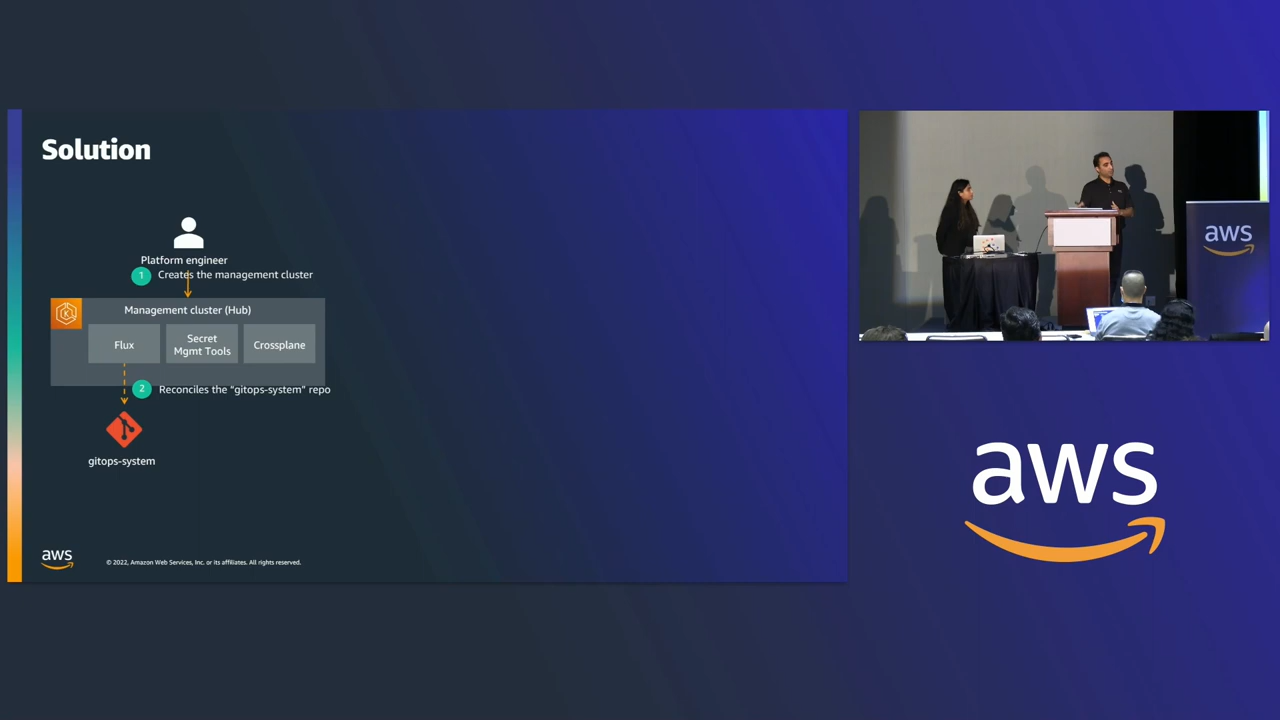 Solution
Platform engineer
1 Creates the management cluster
K
Management cluster (Hub)
Flux
Secret
Mgmt Tools
Crossplane
2 Reconciles the “gitops-system” repo
gitops-system
aws
© 2022, Amazon Web Services, Inc. or its affiliates. All rights reserved.
aws
aws